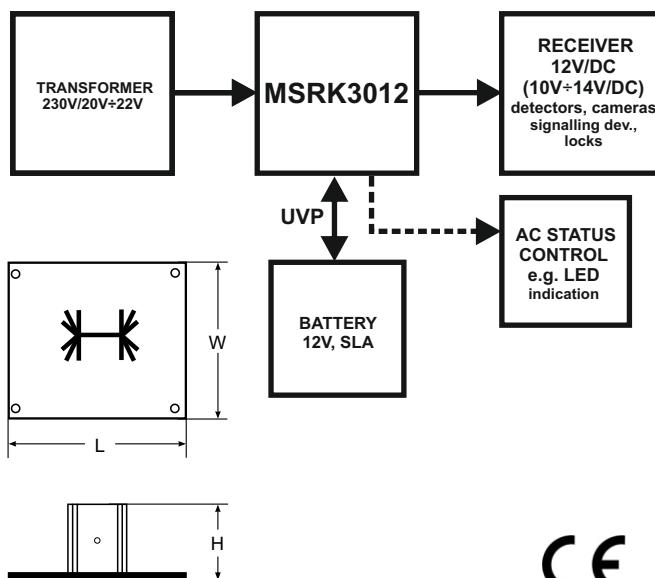 TRANSFORMER
230V/20V÷22V
MSRK3012
RECEIVER
12V/DC
(10V÷14V/DC)
detectors, cameras
signalling dev.,
locks
UVP
AC STATUS
CONTROL
e.g. LED
indication
BATTERY
12V, SLA
W
L
H
CE